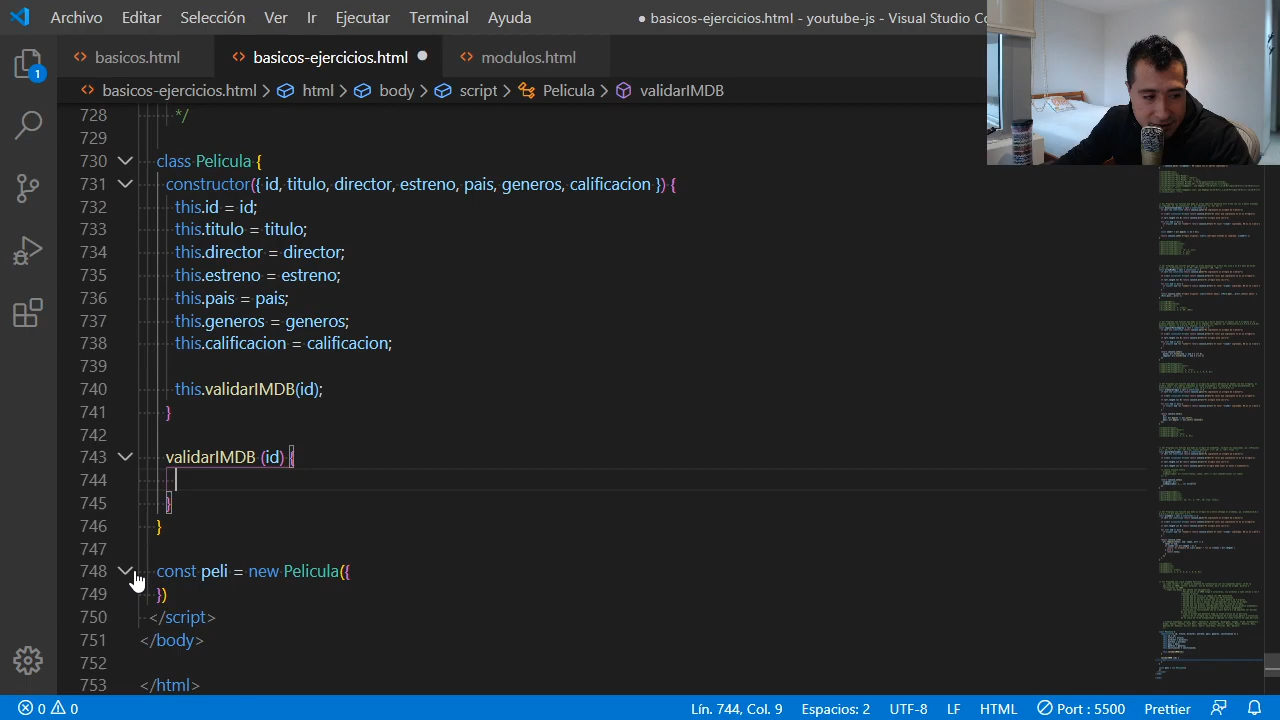 Archivo Editar Selección Ver Ir Ejecutar Terminal Ayuda
● basicos-ejercicios.html - youtube-js - Visual Studio Co
basicos.html basicos-ejercicios.html modulos.html
basicos-ejercicios.html > html > body > script > Pelicula > validarIMDB
1
728 */
729
730 class Pelicula {
731 constructor({ id, titulo, director, estreno, pais, generos, calificacion }) {
732 this.id = id;
733 this.titulo = titulo;
734 this.director = director;
735 this.estreno = estreno;
736 this.pais = pais;
737 this.generos = generos;
738 this.calificacion = calificacion;
739
740 this.validarIMDB(id);
741 }
742
743 validarIMDB (id) {
744
745 }
746 }
747
748 const peli = new Pelicula({
749 })
750 </script>
751 </body>
752
753 </html>
0 0 Lín. 744, Col. 9 Espacios: 2 UTF-8 LF HTML Port : 5500 Prettier